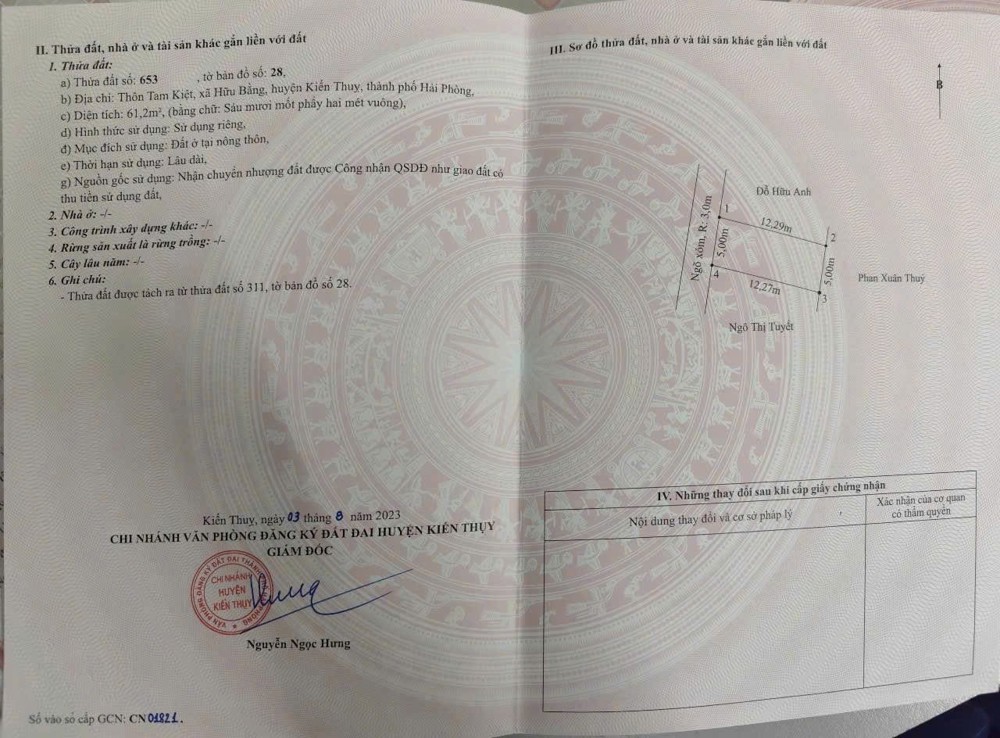 II. Thửa đất, nhà ở và tài sản khác gắn liền với đất
1. Thửa đất:
a) Thửa đất số: 653 , tờ bản đồ số: 28,
b) Địa chỉ: Thôn Tam Kiệt, xã Hữu Bằng, huyện Kiến Thuỵ, thành phố Hải Phòng,
c) Diện tích: 61,2m², (bằng chữ: Sáu mươi mốt phẩy hai mét vuông),
d) Hình thức sử dụng: Sử dụng riêng,
đ) Mục đích sử dụng: Đất ở tại nông thôn,
e) Thời hạn sử dụng: Lâu dài,
g) Nguồn gốc sử dụng: Nhận chuyển nhượng đất được Công nhận QSDĐ như giao đất có
thu tiền sử dụng đất,
2. Nhà ở: -/-
3. Công trình xây dựng khác: -/-
4. Rừng sản xuất là rừng trồng: -/-
5. Cây lâu năm: -/-
6. Ghi chú:
- Thửa đất được tách ra từ thửa đất số 311, tờ bản đồ số 28.
Kiến Thuỵ, ngày 03 tháng 8 năm 2023
CHI NHÁNH VĂN PHÒNG ĐĂNG KÝ ĐẤT ĐAI HUYỆN KIẾN THỤY
GIÁM ĐỐC
CHI NHÁNH
HUYỆN
KIẾN THỤY
Nguyễn Ngọc Hưng
Số vào sổ cấp GCN: CN 01821.
III. Sơ đồ thửa đất, nhà ở và tài sản khác gắn liền với đất
B
Đỗ Hữu Anh
Ngõ xóm, R: 3,0m
1
12,29m
2
5,00m
5,00m
Phan Xuân Thuý
4
12,27m
3
Ngô Thị Tuyết
IV. Những thay đổi sau khi cấp giấy chứng nhận
Nội dung thay đổi và cơ sở pháp lý
Xác nhận của cơ quan
có thẩm quyền